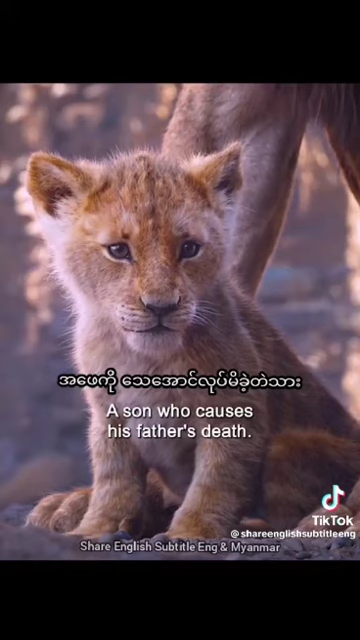 အဖေကို သေအောင်လုပ်မိခဲ့တဲသား
A son who causes
his father's death.
TikTok
@shareenglishsubtitleeng
Share English Subtitle Eng & Myanmar